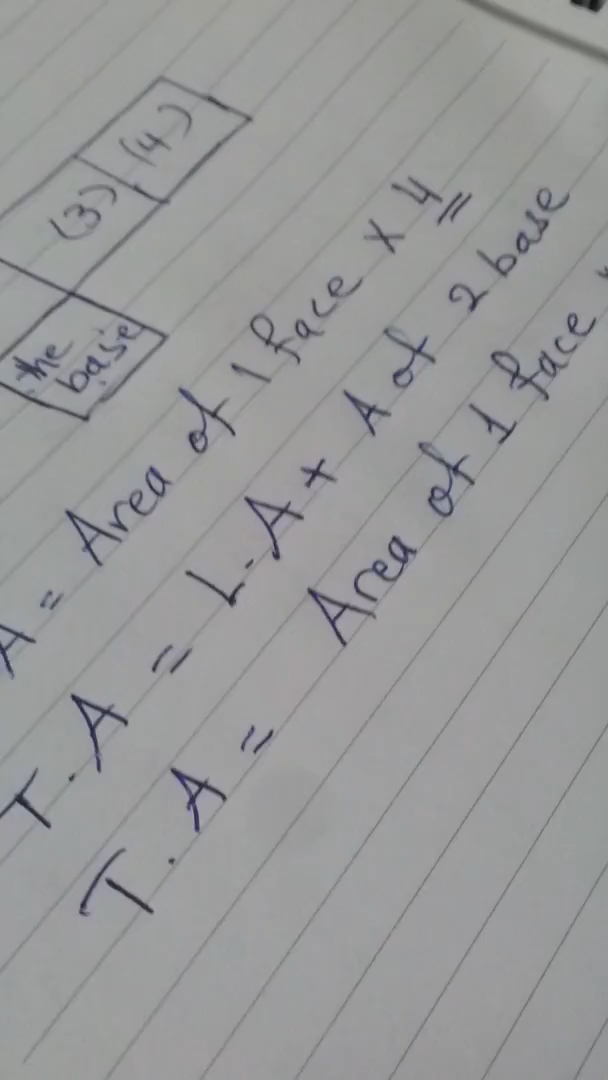 (3) (4)
the
base
A = Area of 1 face × 4
T. A = L. A + A of 2 base
T. A = Area of 1 face